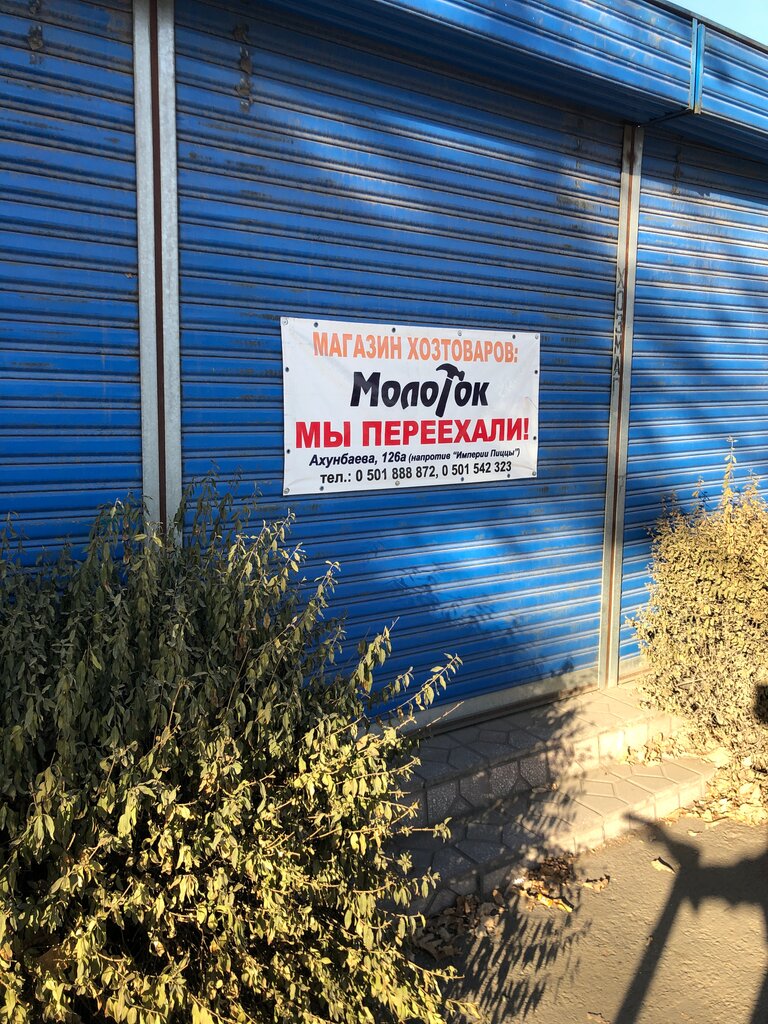 МАГАЗИН ХОЗТОВАРОВ:
МолоТок
МЫ ПЕРЕЕХАЛИ!
Ахунбаева, 126а (напротив "Империи Пиццы")
тел.: 0 501 888 872, 0 501 542 323